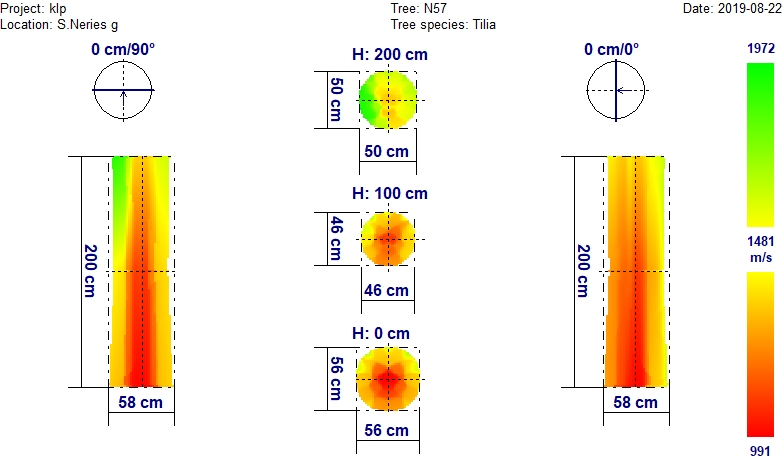 Project: klp
Tree: N57
Date: 2019-08-22
Location: S.Neries g
Tree species: Tilia
0 cm/90°
H: 200 cm
0 cm/0°
1972
50 cm
50 cm
H: 100 cm
46 cm
46 cm
200 cm
200 cm
1481
m/s
H: 0 cm
56 cm
56 cm
58 cm
58 cm
991